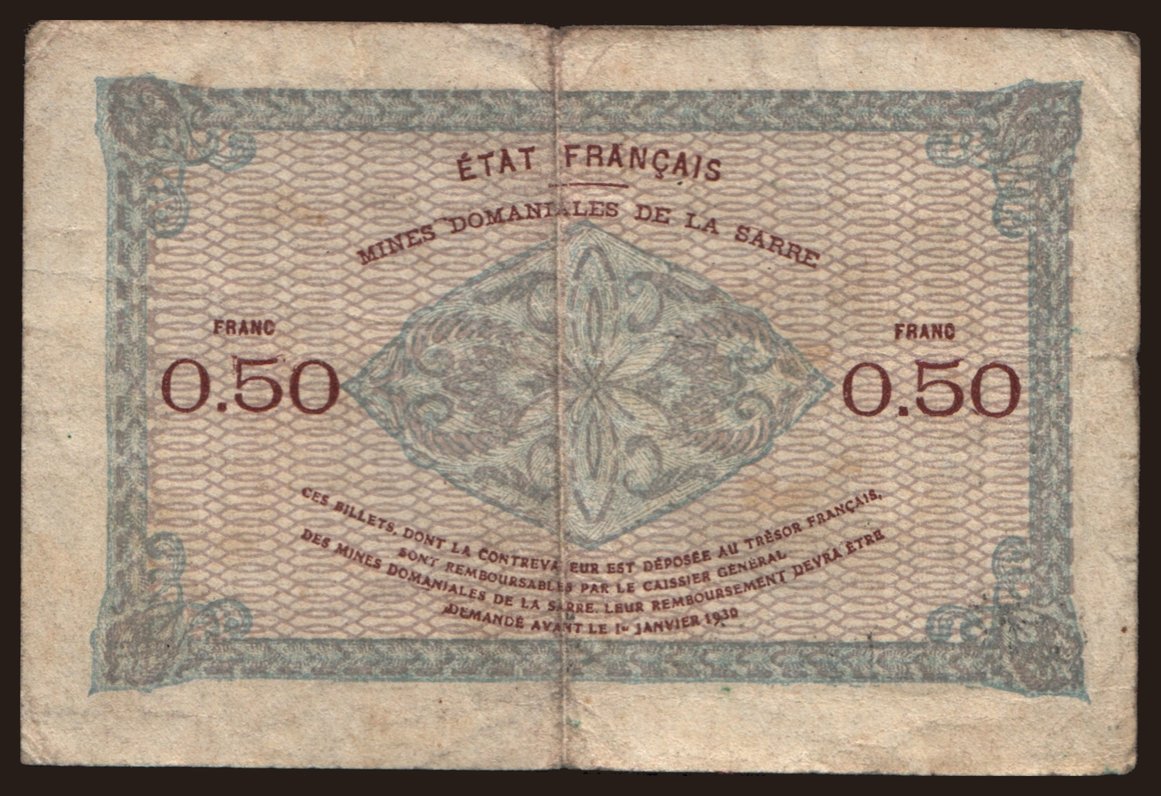 ÉTAT FRANÇAIS
MINES DOMANIALES DE LA SARRE
FRANC
0.50
FRANC
0.50
CES BILLETS, DONT LA CONTREVALEUR EST DÉPOSÉE AU TRÉSOR FRANÇAIS,
SONT REMBOURSABLES PAR LE CAISSIER GÉNÉRAL
DES MINES DOMANIALES DE LA SARRE. LEUR REMBOURSEMENT DEVRA ÊTRE
DEMANDÉ AVANT LE 1er JANVIER 1930